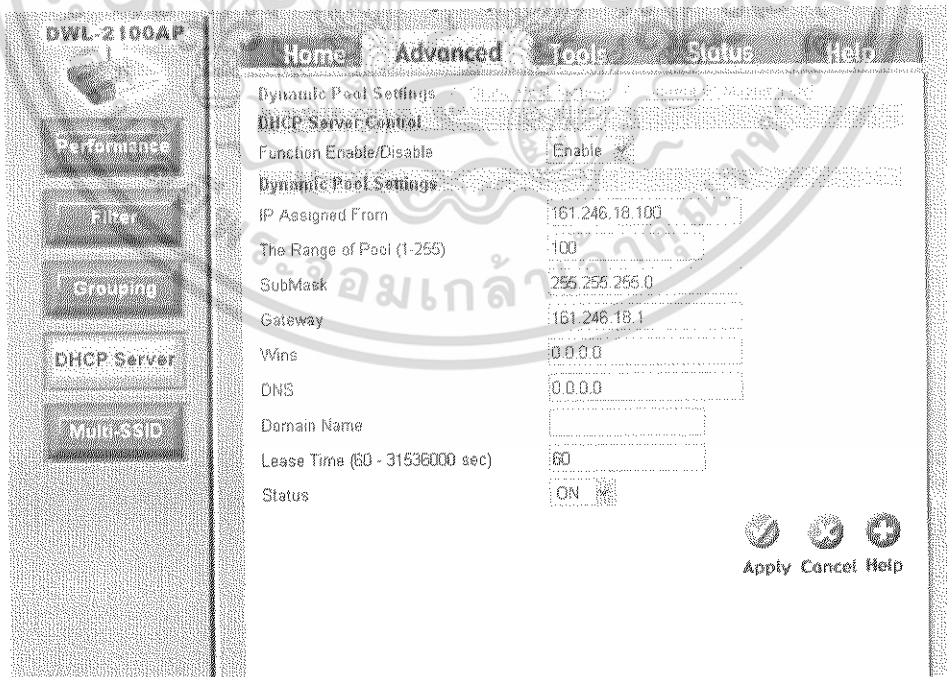 DWL-2100AP
Home Advanced Tools Status Help
Performance
Filter
Grouping
DHCP Server
Multi-SSID
Dynamic Pool Settings
DHCP Server Control
Function Enable/Disable Enable
Dynamic Pool Settings
IP Assigned From 161.246.18.100
The Range of Pool (1-255) 100
SubMask 255.255.255.0
Gateway 161.246.18.1
Wins 0.0.0.0
DNS 0.0.0.0
Domain Name
Lease Time (60 - 31536000 sec) 60
Status ON
Apply Cancel Help